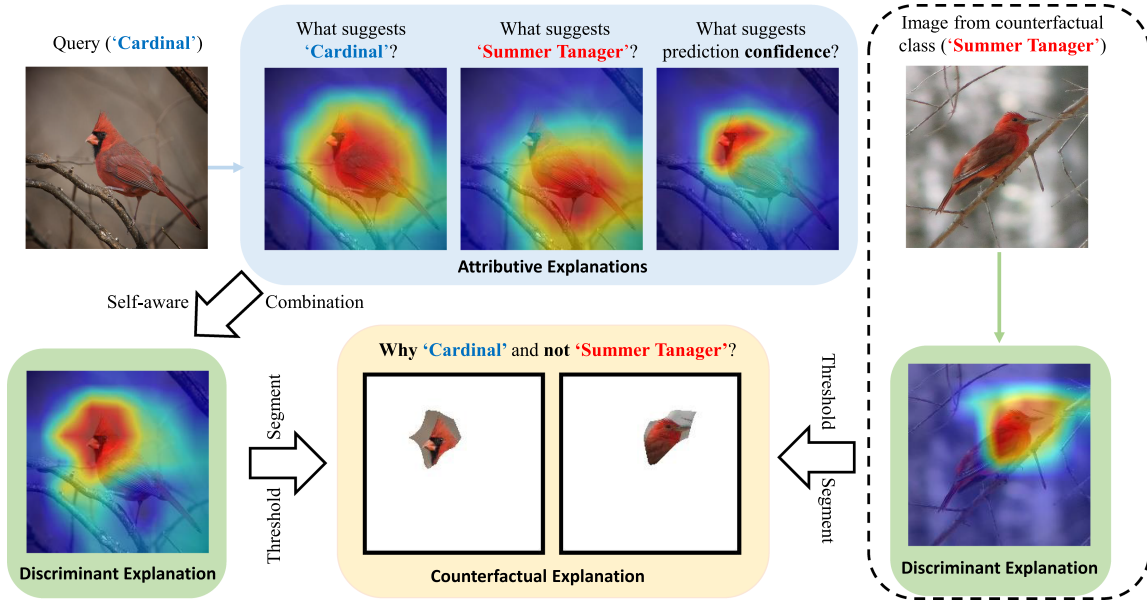 Query (‘Cardinal’)
What suggests
‘Cardinal’?
What suggests
‘Summer Tanager’?
What suggests
prediction confidence?
Image from counterfactual
class (‘Summer Tanager’)
Attributive Explanations
Self-aware
Combination
Why ‘Cardinal’ and not ‘Summer Tanager’?
Segment
Threshold
Threshold
Segment
Discriminant Explanation
Counterfactual Explanation
Discriminant Explanation